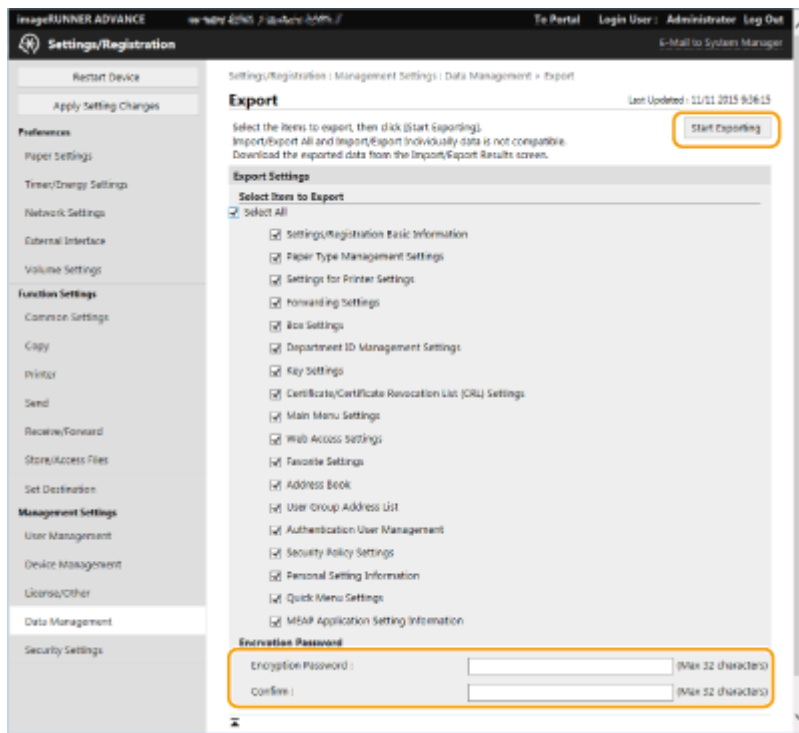 imageRUNNER ADVANCE
To Portal Login User : Administrator Log Out
Settings/Registration
E-Mail to System Manager
Restart Device
Apply Setting Changes
Preferences
Paper Settings
Timer/Energy Settings
Network Settings
External Interface
Volume Settings
Function Settings
Common Settings
Copy
Printer
Send
Receive/Forward
Store/Access Files
Set Destination
Management Settings
User Management
Device Management
License/Other
Data Management
Security Settings
Settings/Registration : Management Settings : Data Management > Export
Export
Last Updated : 11/11 2015 9:36:15
Select the items to export, then click [Start Exporting].
Import/Export All and Import/Export Individually data is not compatible.
Download the exported data from the Import/Export Results screen.
Start Exporting
Export Settings
Select Item to Export
Select All
Settings/Registration Basic Information
Paper Type Management Settings
Settings for Printer Settings
Forwarding Settings
Box Settings
Department ID Management Settings
Key Settings
Certificate/Certificate Revocation List (CRL) Settings
Main Menu Settings
Web Access Settings
Favorite Settings
Address Book
User Group Address List
Authentication User Management
Security Policy Settings
Personal Setting Information
Quick Menu Settings
MEAP Application Setting Information
Encryption Password
Encryption Password : (Max 32 characters)
Confirm : (Max 32 characters)